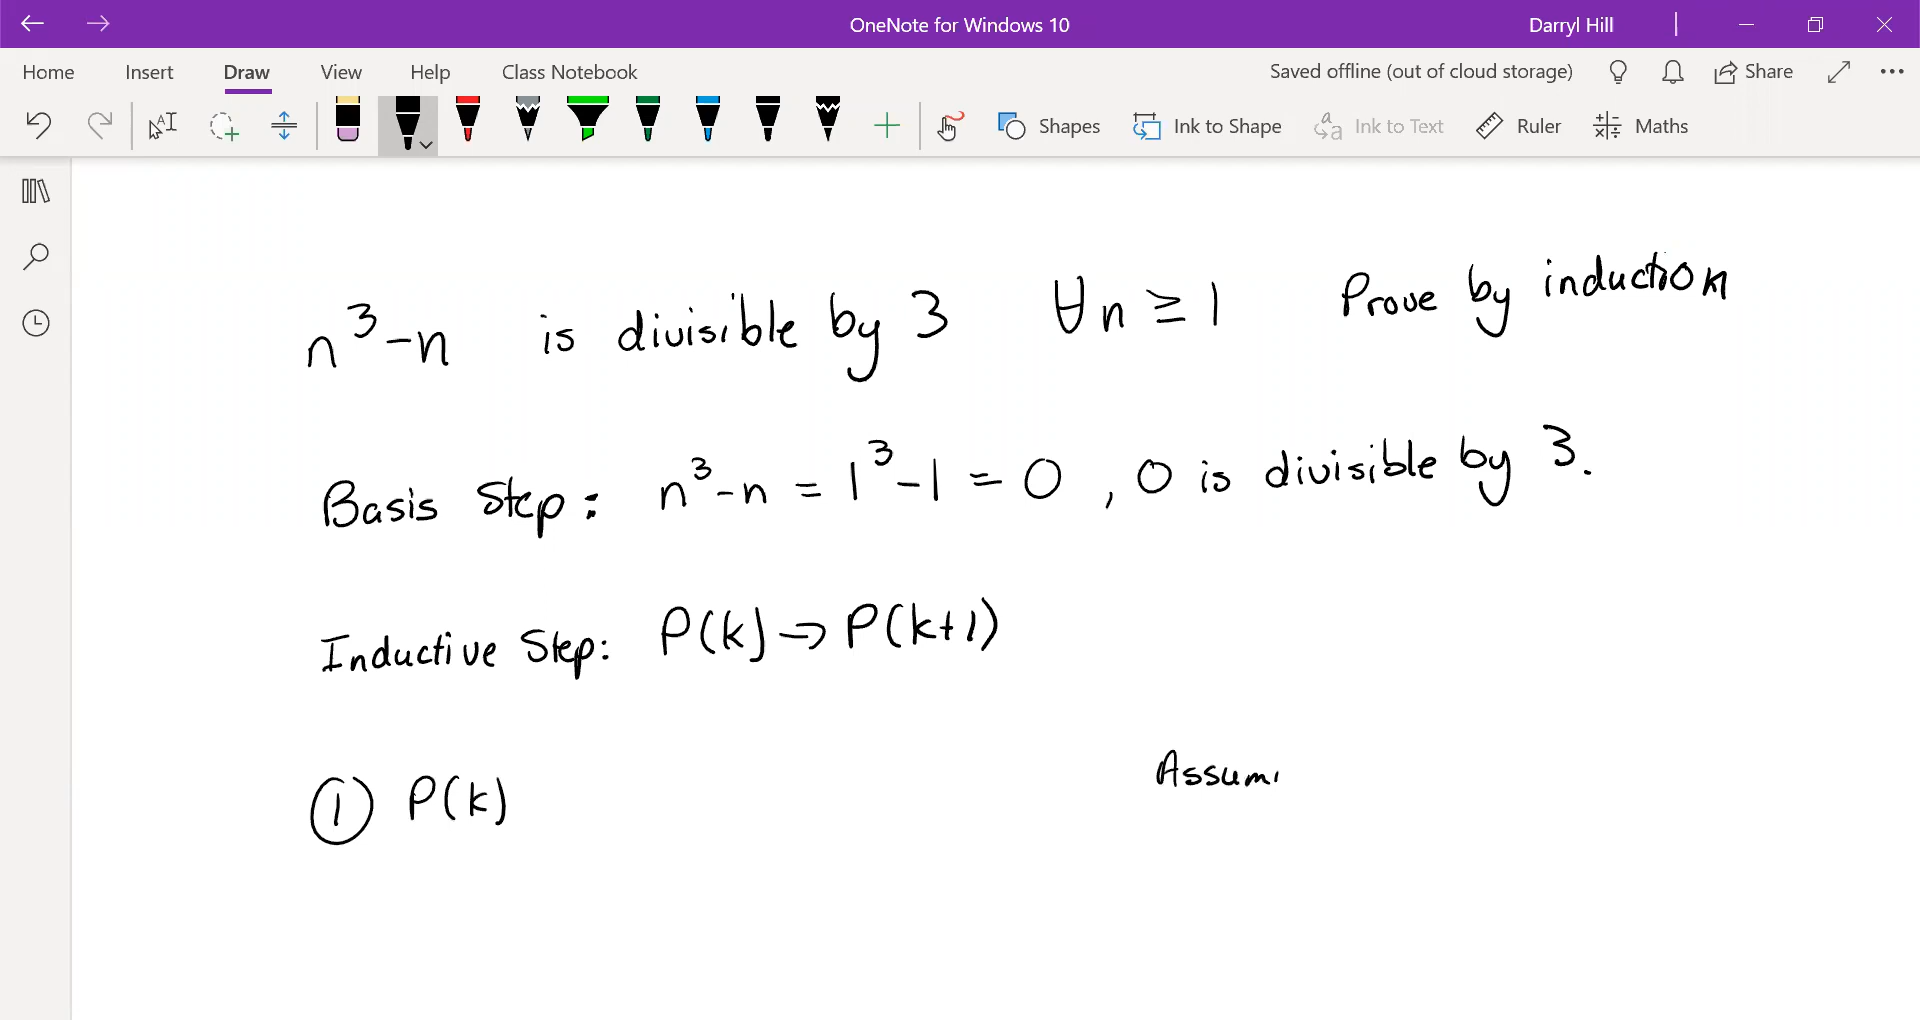 OneNote for Windows 10 Darryl Hill
Home Insert Draw View Help Class Notebook Saved offline (out of cloud storage) Share
Shapes Ink to Shape Ink to Text Ruler Maths
n³-n is divisible by 3 ∀n≥1 Prove by induction
Basis Step: n³-n = 1³-1 = 0, 0 is divisible by 3.
Inductive Step: P(k) → P(k+1)
① P(k) Assum